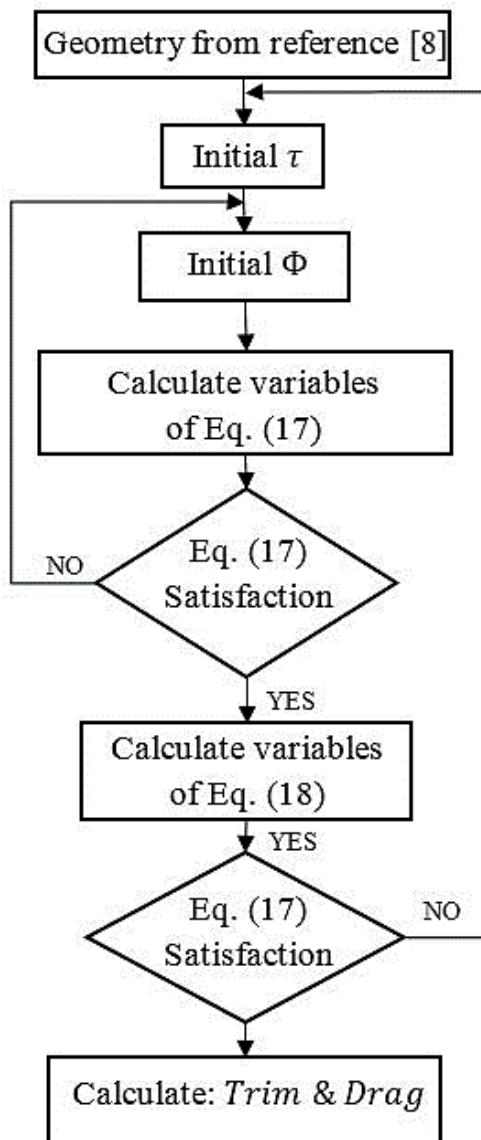 Geometry from reference [8]
Initial τ
Initial Φ
Calculate variables
of Eq. (17)
Eq. (17)
Satisfaction
NO
YES
Calculate variables
of Eq. (18)
YES
Eq. (17)
Satisfaction
NO
Calculate: Trim & Drag